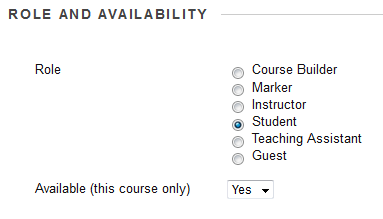 ROLE AND AVAILABILITY
Role
Course Builder
Marker
Instructor
Student
Teaching Assistant
Guest
Available (this course only) Yes